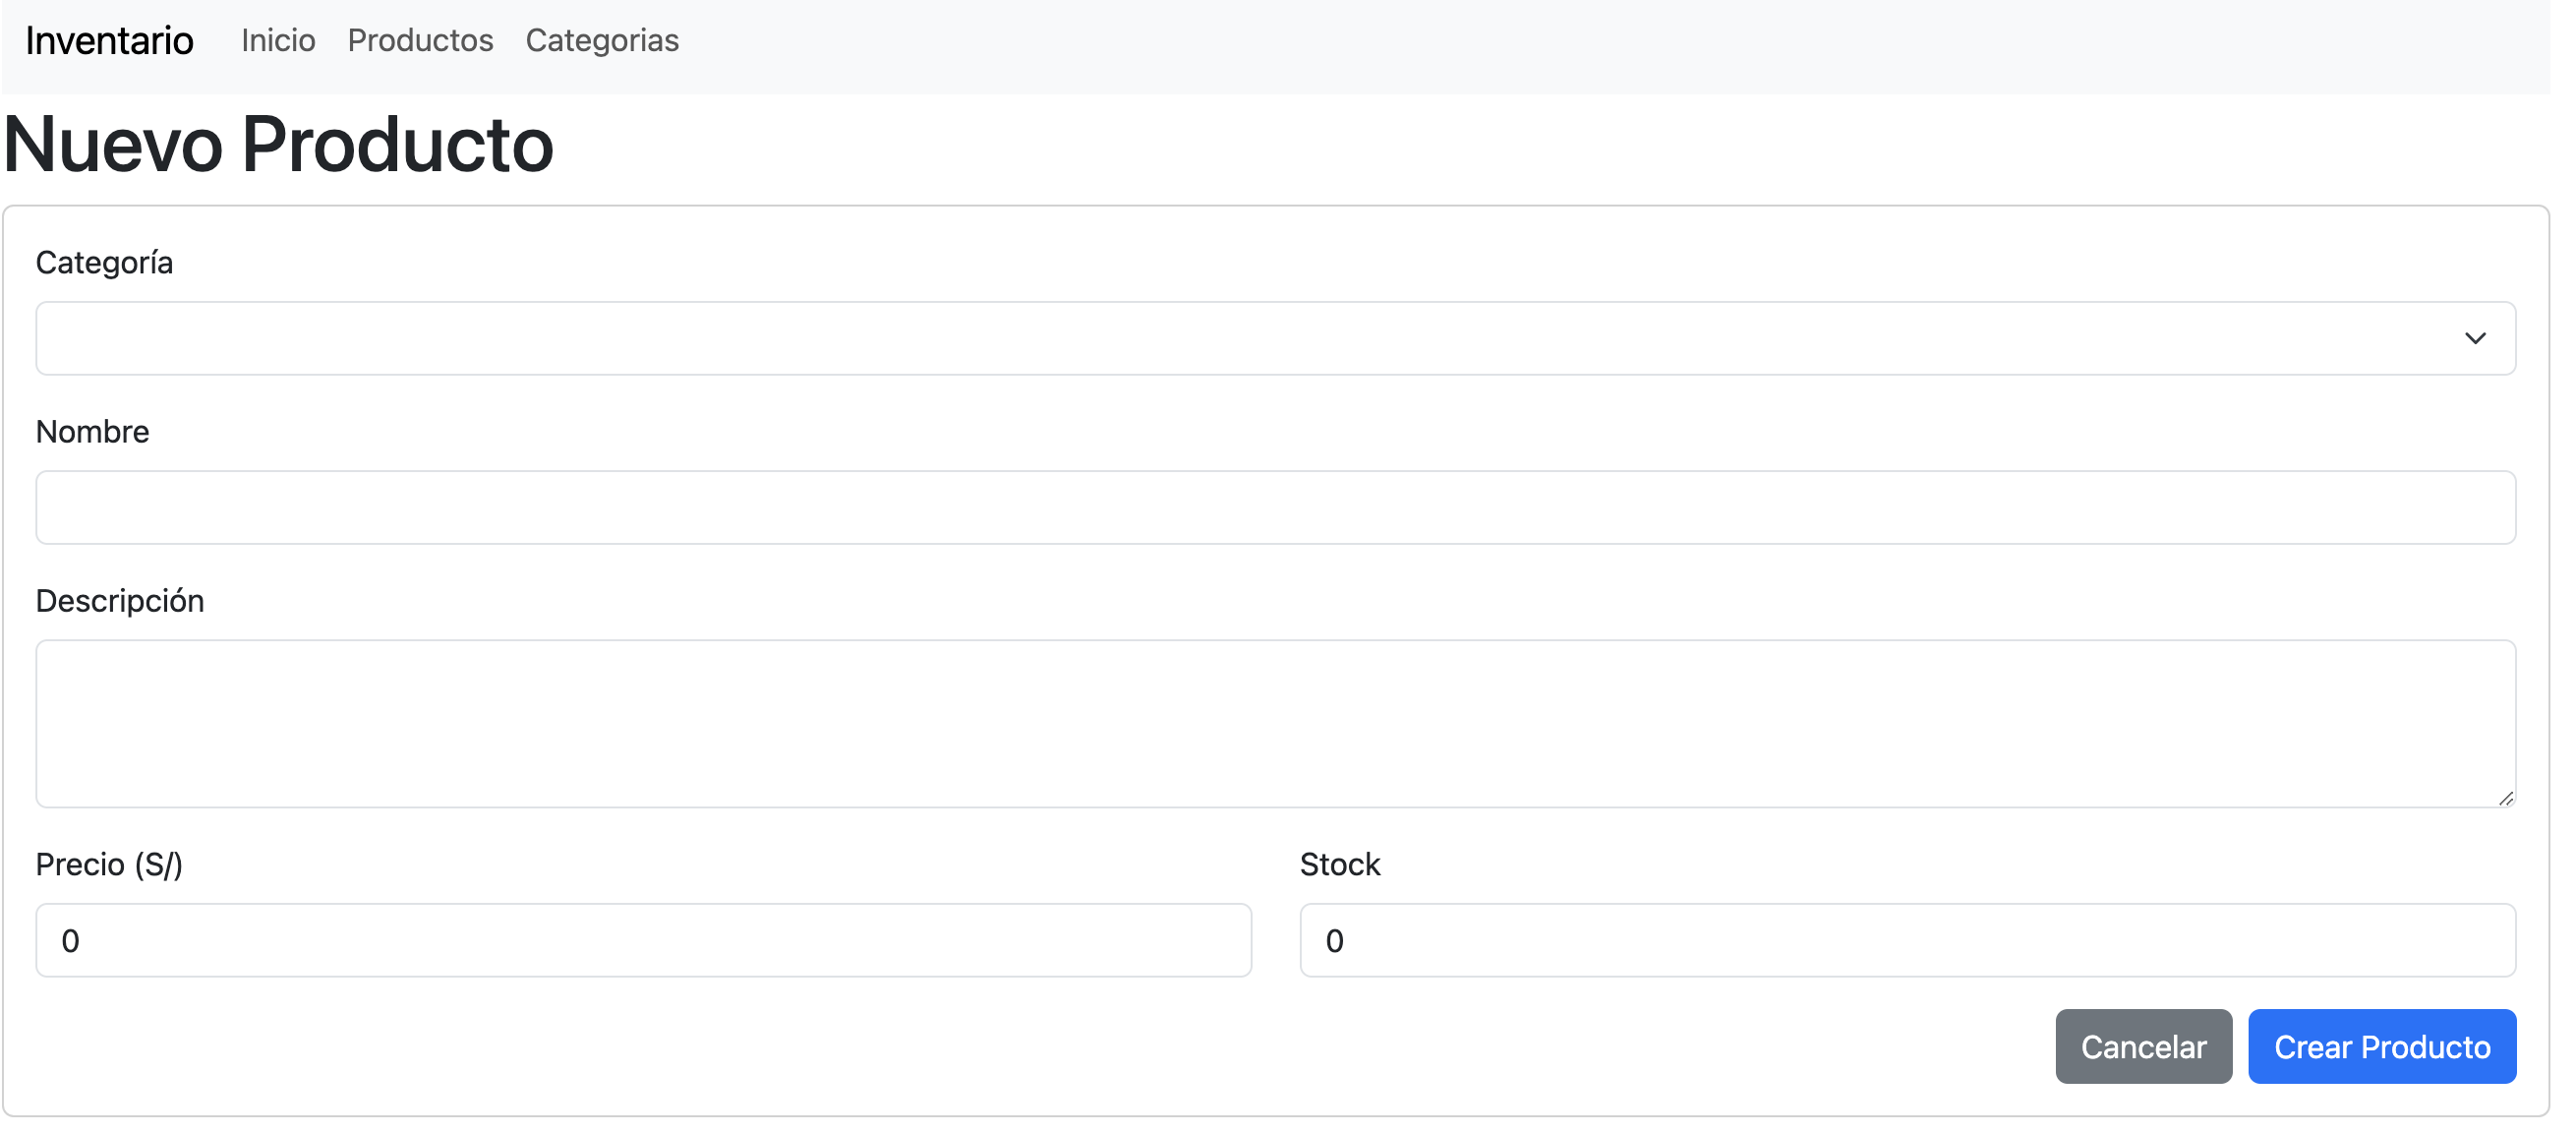 Inventario Inicio Productos Categorias
Nuevo Producto
Categoría
Nombre
Descripción
Precio (S/) Stock
0 0
Cancelar Crear Producto